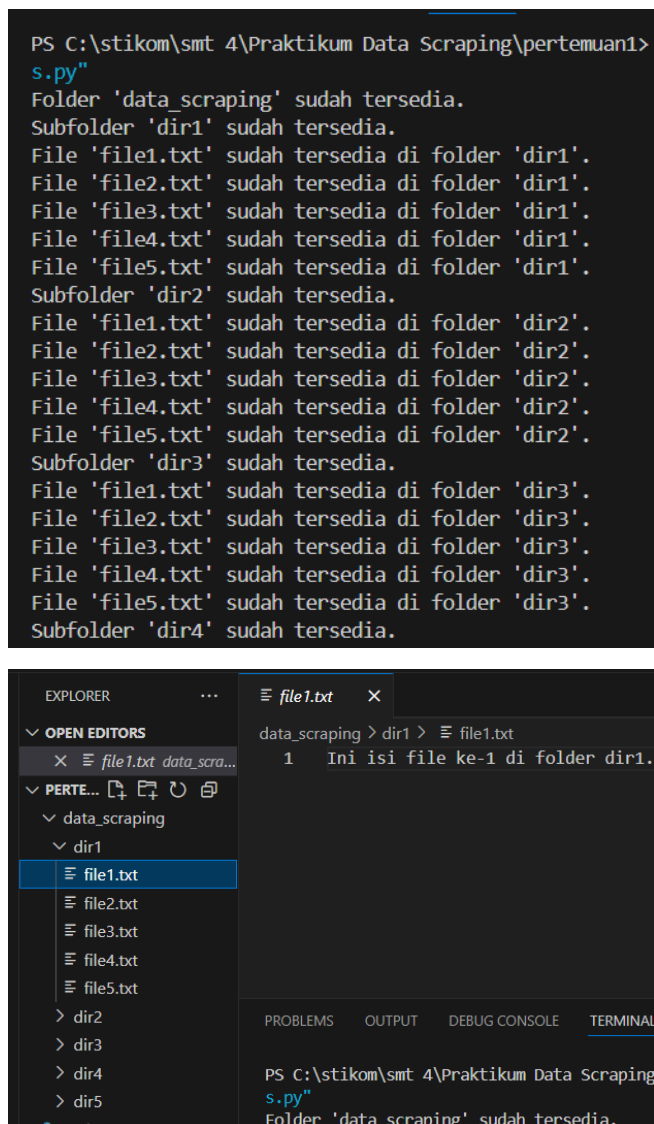 PS C:\stikom\smt 4\Praktikum Data Scraping\pertemuan1>
s.py"
Folder 'data_scraping' sudah tersedia.
Subfolder 'dir1' sudah tersedia.
File 'file1.txt' sudah tersedia di folder 'dir1'.
File 'file2.txt' sudah tersedia di folder 'dir1'.
File 'file3.txt' sudah tersedia di folder 'dir1'.
File 'file4.txt' sudah tersedia di folder 'dir1'.
File 'file5.txt' sudah tersedia di folder 'dir1'.
Subfolder 'dir2' sudah tersedia.
File 'file1.txt' sudah tersedia di folder 'dir2'.
File 'file2.txt' sudah tersedia di folder 'dir2'.
File 'file3.txt' sudah tersedia di folder 'dir2'.
File 'file4.txt' sudah tersedia di folder 'dir2'.
File 'file5.txt' sudah tersedia di folder 'dir2'.
Subfolder 'dir3' sudah tersedia.
File 'file1.txt' sudah tersedia di folder 'dir3'.
File 'file2.txt' sudah tersedia di folder 'dir3'.
File 'file3.txt' sudah tersedia di folder 'dir3'.
File 'file4.txt' sudah tersedia di folder 'dir3'.
File 'file5.txt' sudah tersedia di folder 'dir3'.
Subfolder 'dir4' sudah tersedia.
EXPLORER ...
OPEN EDITORS
file1.txt data_scra...
PERTE...
data_scraping
dir1
file1.txt
file2.txt
file3.txt
file4.txt
file5.txt
dir2
dir3
dir4
dir5
file1.txt
data_scraping > dir1 > file1.txt
1 Ini isi file ke-1 di folder dir1.
PROBLEMS OUTPUT DEBUG CONSOLE TERMINAL
PS C:\stikom\smt 4\Praktikum Data Scraping
s.py"
Folder 'data_scraping' sudah tersedia.